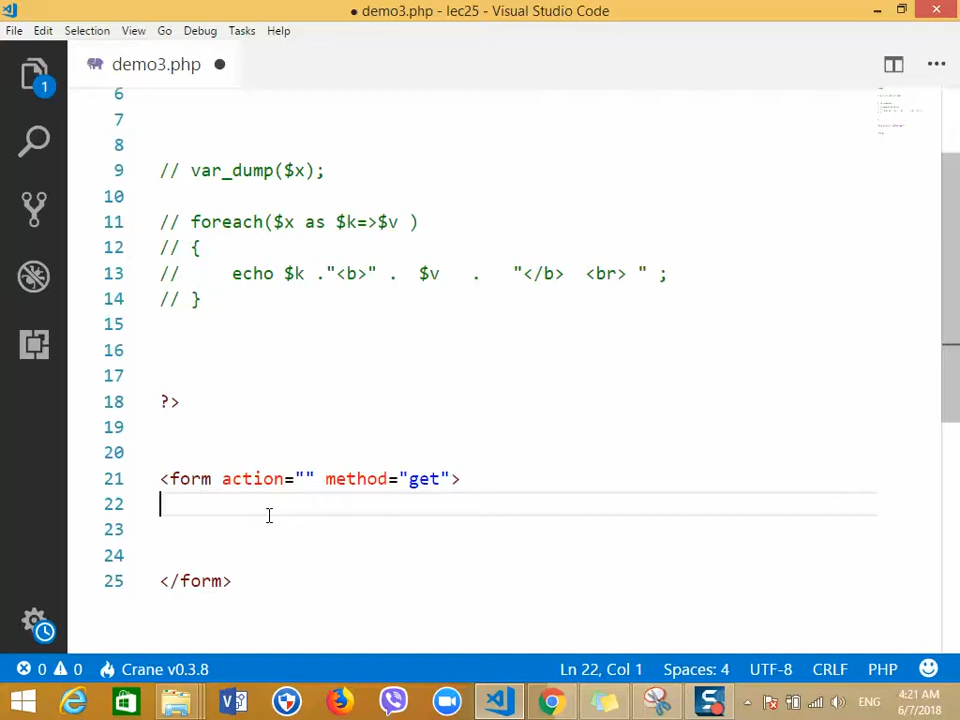 ● demo3.php - lec25 - Visual Studio Code
File Edit Selection View Go Debug Tasks Help
1
demo3.php ●
6
7
8
9 // var_dump($x);
10
11 // foreach($x as $k=>$v )
12 // {
13 //     echo $k ."<b>" .  $v   .   "</b>  <br> " ;
14 // }
15
16
17
18 ?>
19
20
21 <form action="" method="get">
22
23
24
25 </form>
0 0 Crane v0.3.8 Ln 22, Col 1 Spaces: 4 UTF-8 CRLF PHP
ENG 4:21 AM
6/7/2018